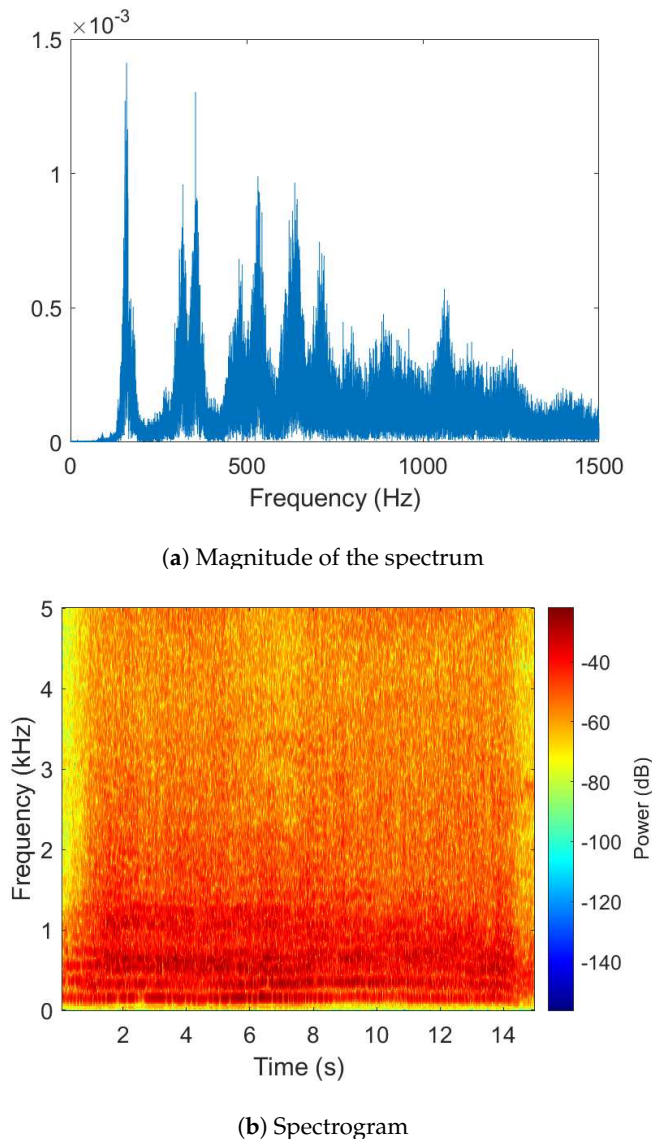 ×10⁻³
1.5
1
0.5
0
0 500 1000 1500
Frequency (Hz)
(a) Magnitude of the spectrum
5
4
3
2
1
0
Frequency (kHz)
2 4 6 8 10 12 14
Time (s)
-40
-60
-80
-100
-120
-140
Power (dB)
(b) Spectrogram